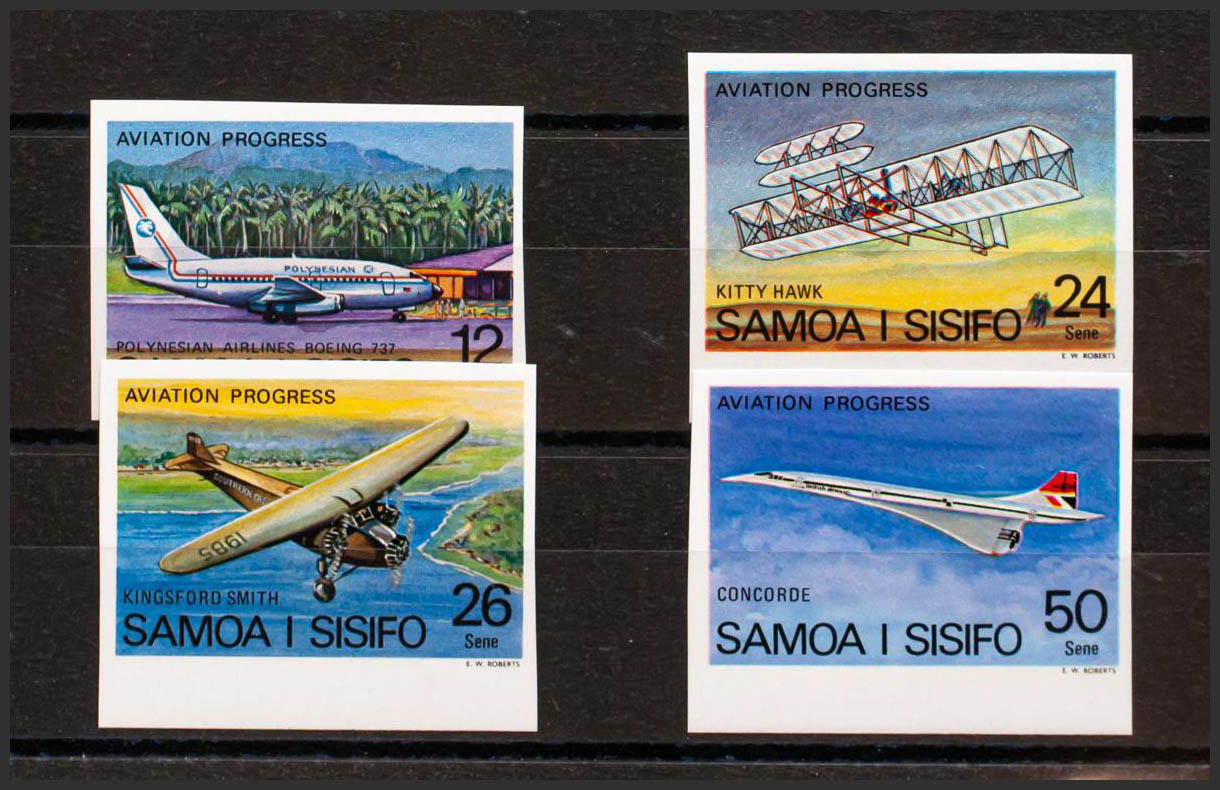 AVIATION PROGRESS
POLYNESIAN
POLYNESIAN AIRLINES BOEING 737
12
AVIATION PROGRESS
KITTY HAWK
24
SAMOA I SISIFO
Sene
E. W. ROBERTS
AVIATION PROGRESS
SOUTHERN
1985
KINGSFORD SMITH
26
SAMOA I SISIFO
Sene
E. W. ROBERTS
AVIATION PROGRESS
CONCORDE
50
SAMOA I SISIFO
Sene
E. W. ROBERTS